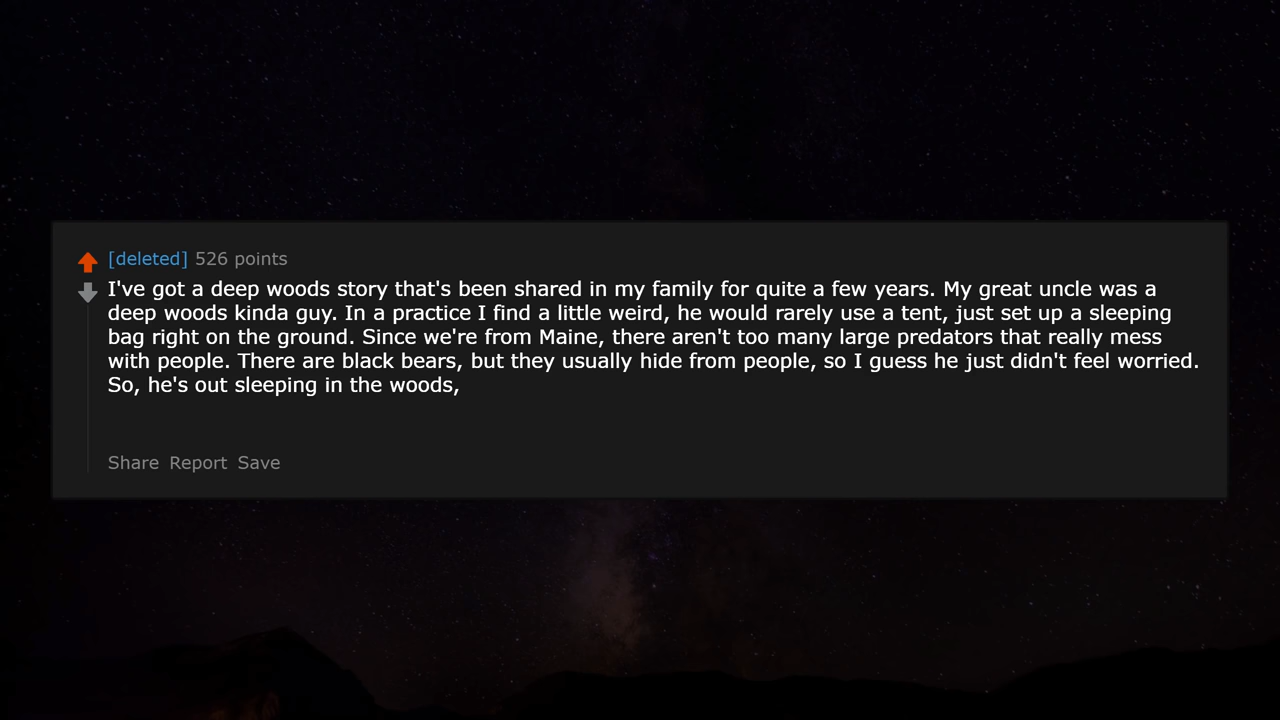 [deleted] 526 points
I've got a deep woods story that's been shared in my family for quite a few years. My great uncle was a
deep woods kinda guy. In a practice I find a little weird, he would rarely use a tent, just set up a sleeping
bag right on the ground. Since we're from Maine, there aren't too many large predators that really mess
with people. There are black bears, but they usually hide from people, so I guess he just didn't feel worried.
So, he's out sleeping in the woods,
Share Report Save